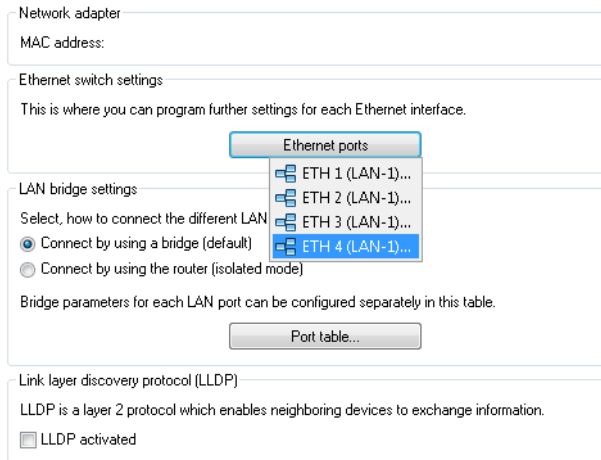 Network adapter
MAC address:
Ethernet switch settings
This is where you can program further settings for each Ethernet interface.
Ethernet ports
ETH 1 (LAN-1)...
ETH 2 (LAN-1)...
ETH 3 (LAN-1)...
ETH 4 (LAN-1)...
LAN bridge settings
Select, how to connect the different LAN
Connect by using a bridge (default)
Connect by using the router (isolated mode)
Bridge parameters for each LAN port can be configured separately in this table.
Port table...
Link layer discovery protocol (LLDP)
LLDP is a layer 2 protocol which enables neighboring devices to exchange information.
LLDP activated